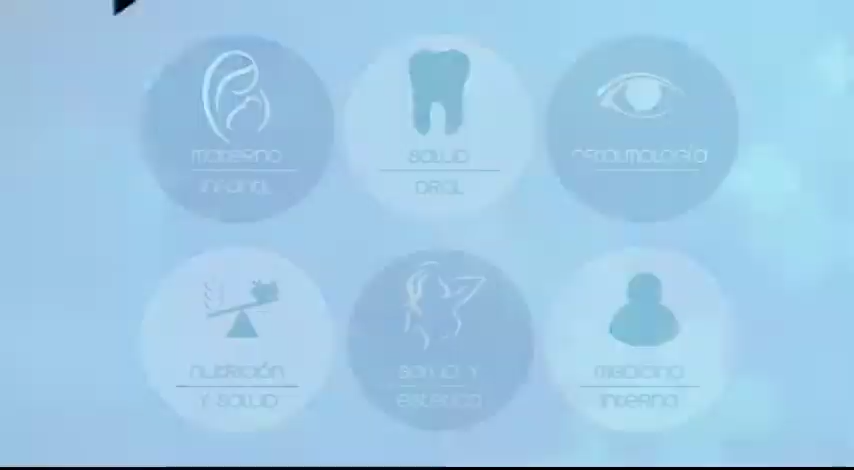 materno
infantil
salud
oral
oftalmología
nutrición
y salud
salud y
estética
medicina
interna